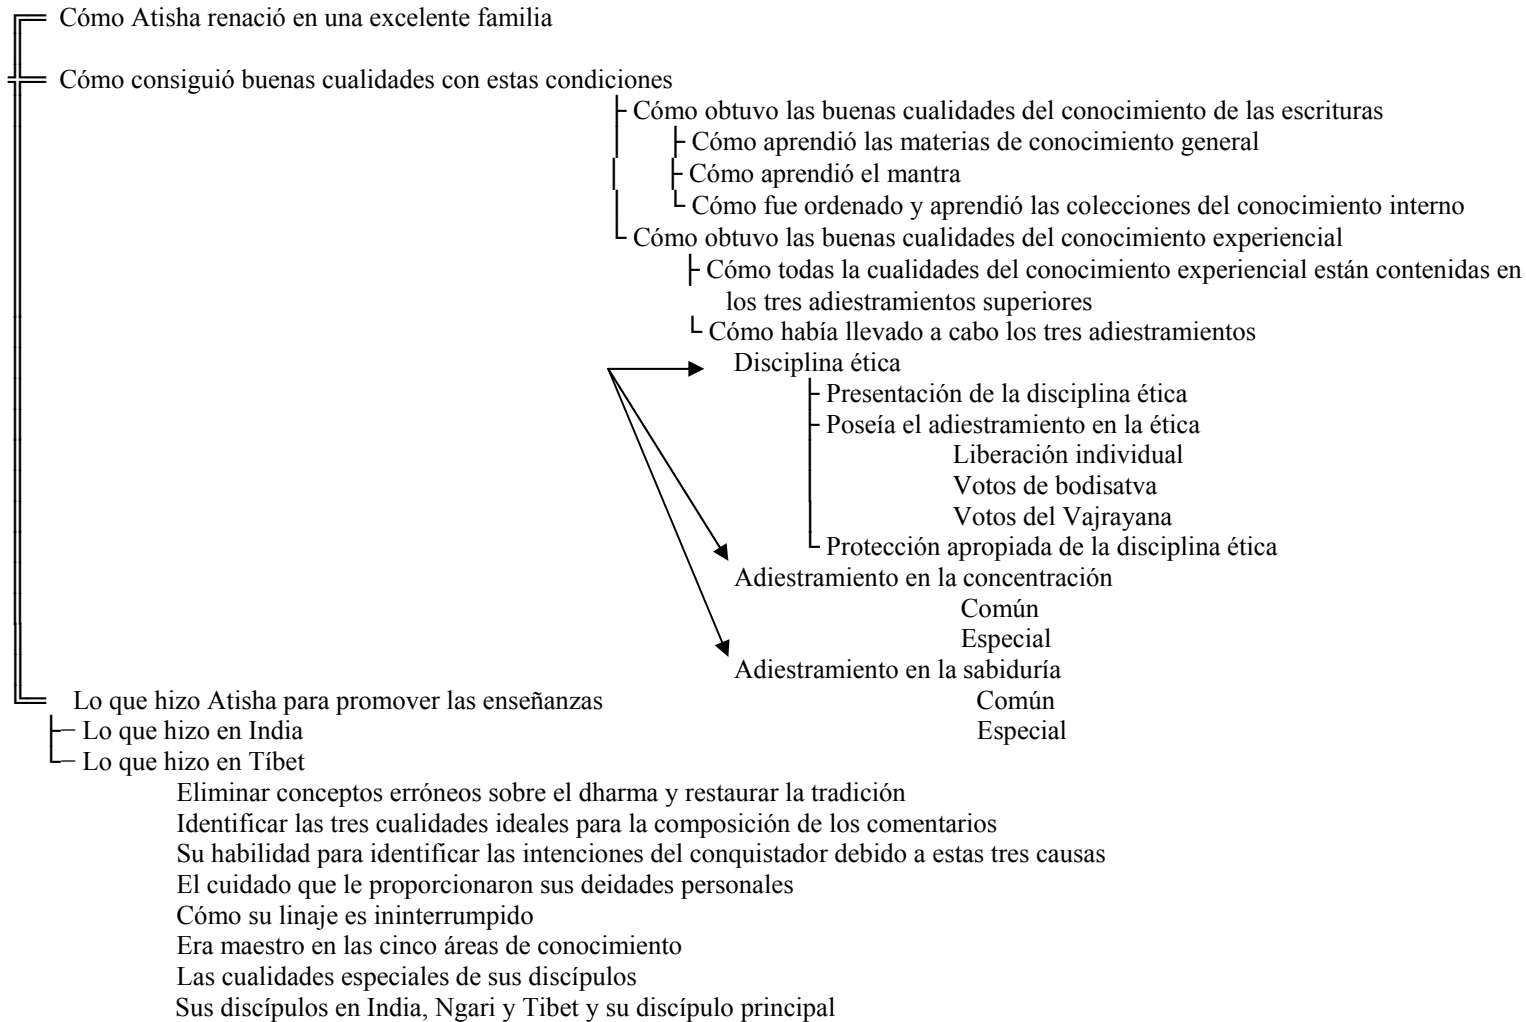 Cómo Atisha renació en una excelente familia
Cómo consiguió buenas cualidades con estas condiciones
Cómo obtuvo las buenas cualidades del conocimiento de las escrituras
Cómo aprendió las materias de conocimiento general
Cómo aprendió el mantra
Cómo fue ordenado y aprendió las colecciones del conocimiento interno
Cómo obtuvo las buenas cualidades del conocimiento experiencial
Cómo todas la cualidades del conocimiento experiencial están contenidas en
los tres adiestramientos superiores
Cómo había llevado a cabo los tres adiestramientos
Disciplina ética
Presentación de la disciplina ética
Poseía el adiestramiento en la ética
Liberación individual
Votos de bodisatva
Votos del Vajrayana
Protección apropiada de la disciplina ética
Adiestramiento en la concentración
Común
Especial
Adiestramiento en la sabiduría
Común
Especial
Lo que hizo Atisha para promover las enseñanzas
Lo que hizo en India
Lo que hizo en Tíbet
Eliminar conceptos erróneos sobre el dharma y restaurar la tradición
Identificar las tres cualidades ideales para la composición de los comentarios
Su habilidad para identificar las intenciones del conquistador debido a estas tres causas
El cuidado que le proporcionaron sus deidades personales
Cómo su linaje es ininterrumpido
Era maestro en las cinco áreas de conocimiento
Las cualidades especiales de sus discípulos
Sus discípulos en India, Ngari y Tibet y su discípulo principal